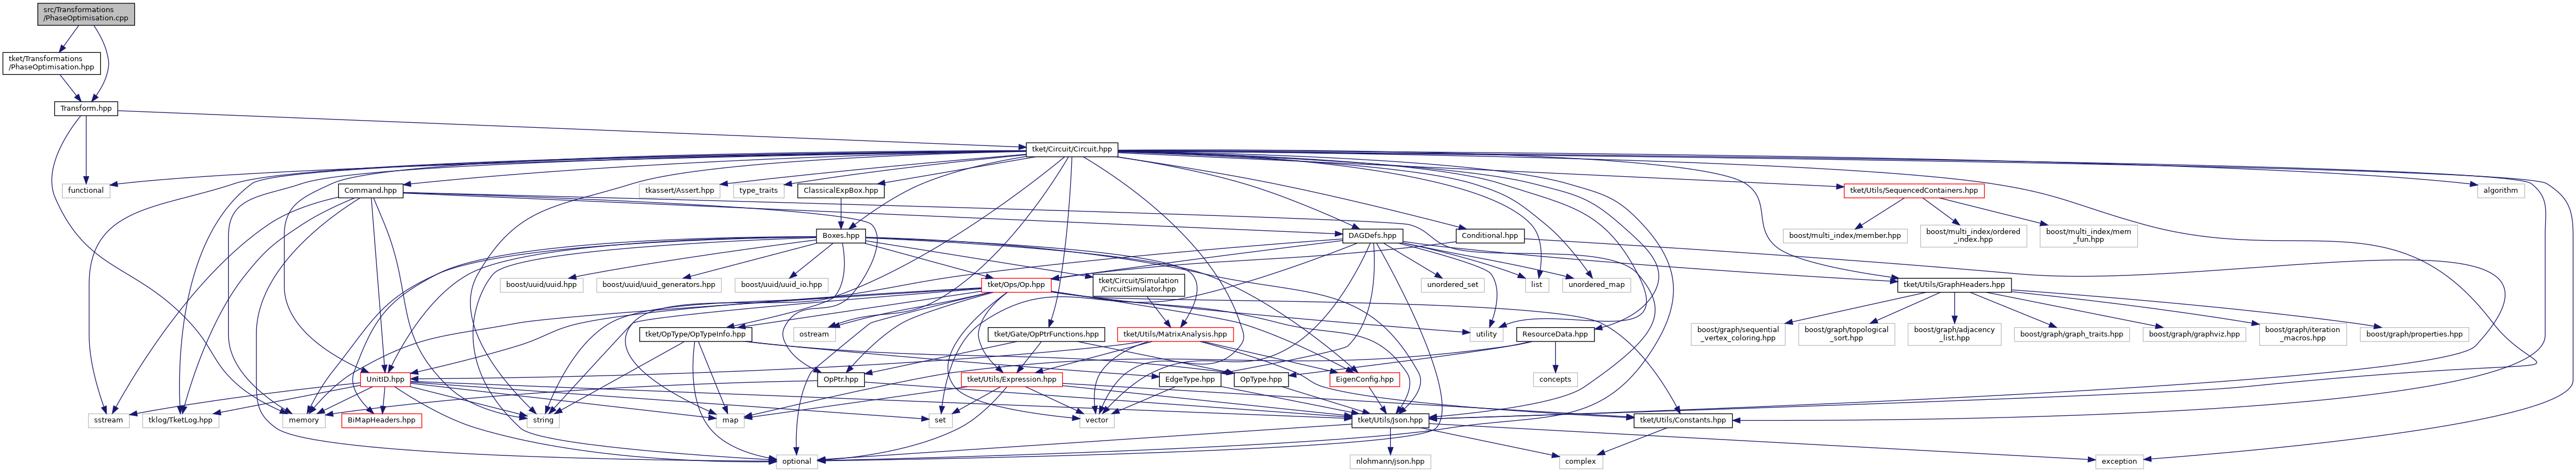 src/Transformations
/PhaseOptimisation.cpp
tket/Transformations
/PhaseOptimisation.hpp
Transform.hpp
tket/Circuit/Circuit.hpp
functional
Command.hpp
tkassert/Assert.hpp
type_traits
ClassicalExpBox.hpp
tket/Utils/SequencedContainers.hpp
algorithm
Boxes.hpp
DAGDefs.hpp
Conditional.hpp
boost/multi_index/member.hpp
boost/multi_index/ordered
_index.hpp
boost/multi_index/mem
_fun.hpp
boost/uuid/uuid.hpp
boost/uuid/uuid_generators.hpp
boost/uuid/uuid_io.hpp
tket/Ops/Op.hpp
tket/Circuit/Simulation
/CircuitSimulator.hpp
unordered_set
list
unordered_map
tket/Utils/GraphHeaders.hpp
tket/OpType/OpTypeInfo.hpp
ostream
tket/Gate/OpPtrFunctions.hpp
tket/Utils/MatrixAnalysis.hpp
utility
ResourceData.hpp
boost/graph/sequential
_vertex_coloring.hpp
boost/graph/topological
_sort.hpp
boost/graph/adjacency
_list.hpp
boost/graph/graph_traits.hpp
boost/graph/graphviz.hpp
boost/graph/iteration
_macros.hpp
boost/graph/properties.hpp
UnitID.hpp
OpPtr.hpp
tket/Utils/Expression.hpp
EdgeType.hpp
OpType.hpp
EigenConfig.hpp
concepts
sstream
tklog/TketLog.hpp
memory
BiMapHeaders.hpp
string
map
set
vector
tket/Utils/Json.hpp
tket/Utils/Constants.hpp
optional
nlohmann/json.hpp
complex
exception